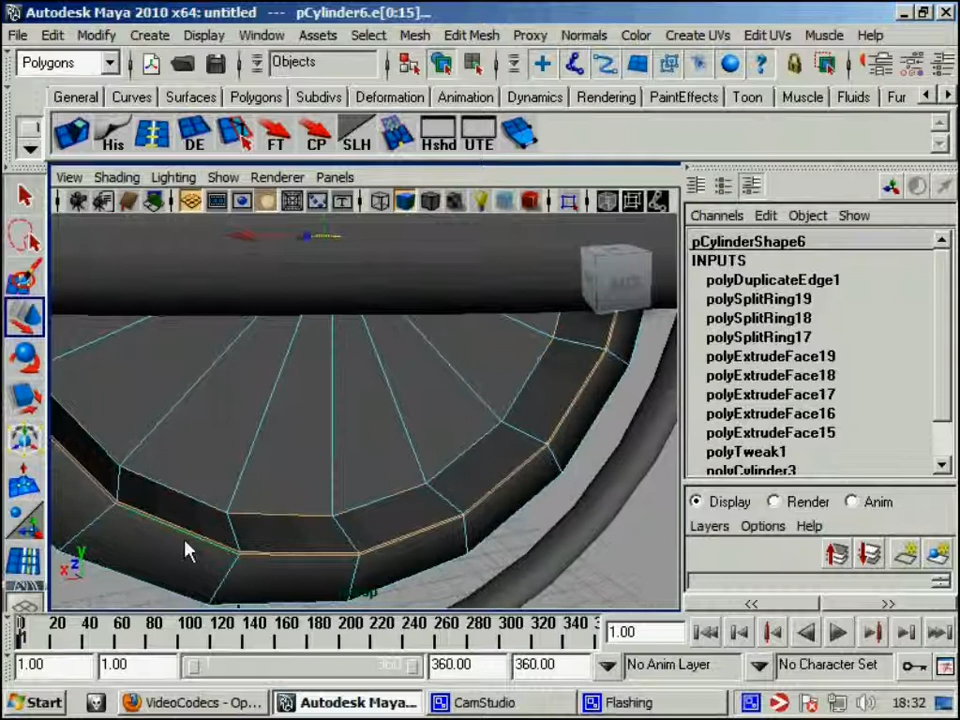 Autodesk Maya 2010 x64: untitled --- pCylinder6.e[0:15]...
File Edit Modify Create Display Window Assets Select Mesh Edit Mesh Proxy Normals Color Create UVs Edit UVs Muscle Help
Polygons Objects
General Curves Surfaces Polygons Subdivs Deformation Animation Dynamics Rendering PaintEffects Toon Muscle Fluids Fur
His DE FT CP SLH Hshd UTE
View Shading Lighting Show Renderer Panels
Channels Edit Object Show
pCylinderShape6
INPUTS
polyDuplicateEdge1
polySplitRing19
polySplitRing18
polySplitRing17
polyExtrudeFace19
polyExtrudeFace18
polyExtrudeFace17
polyExtrudeFace16
polyExtrudeFace15
polyTweak1
polyCylinder3
Display Render Anim
Layers Options Help
BACK
y
x z
<< >>
20 40 60 80 100 120 140 160 180 200 220 240 260 280 300 320 340 3
1
1.00
1.00 1.00 360.00 360.00 No Anim Layer No Character Set
Start VideoCodecs - Op... Autodesk Maya... CamStudio Flashing 18:32